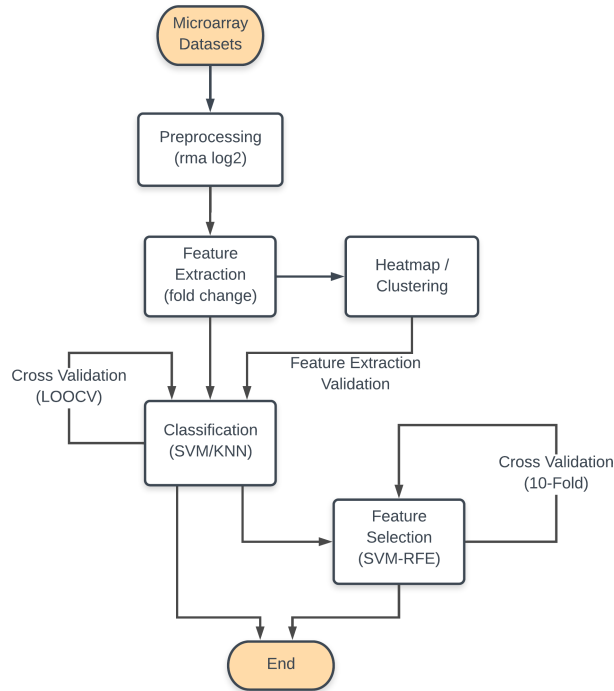 Microarray
Datasets
Preprocessing
(rma log2)
Feature
Extraction
(fold change)
Heatmap /
Clustering
Feature Extraction
Validation
Cross Validation
(LOOCV)
Classification
(SVM/KNN)
Cross Validation
(10-Fold)
Feature
Selection
(SVM-RFE)
End